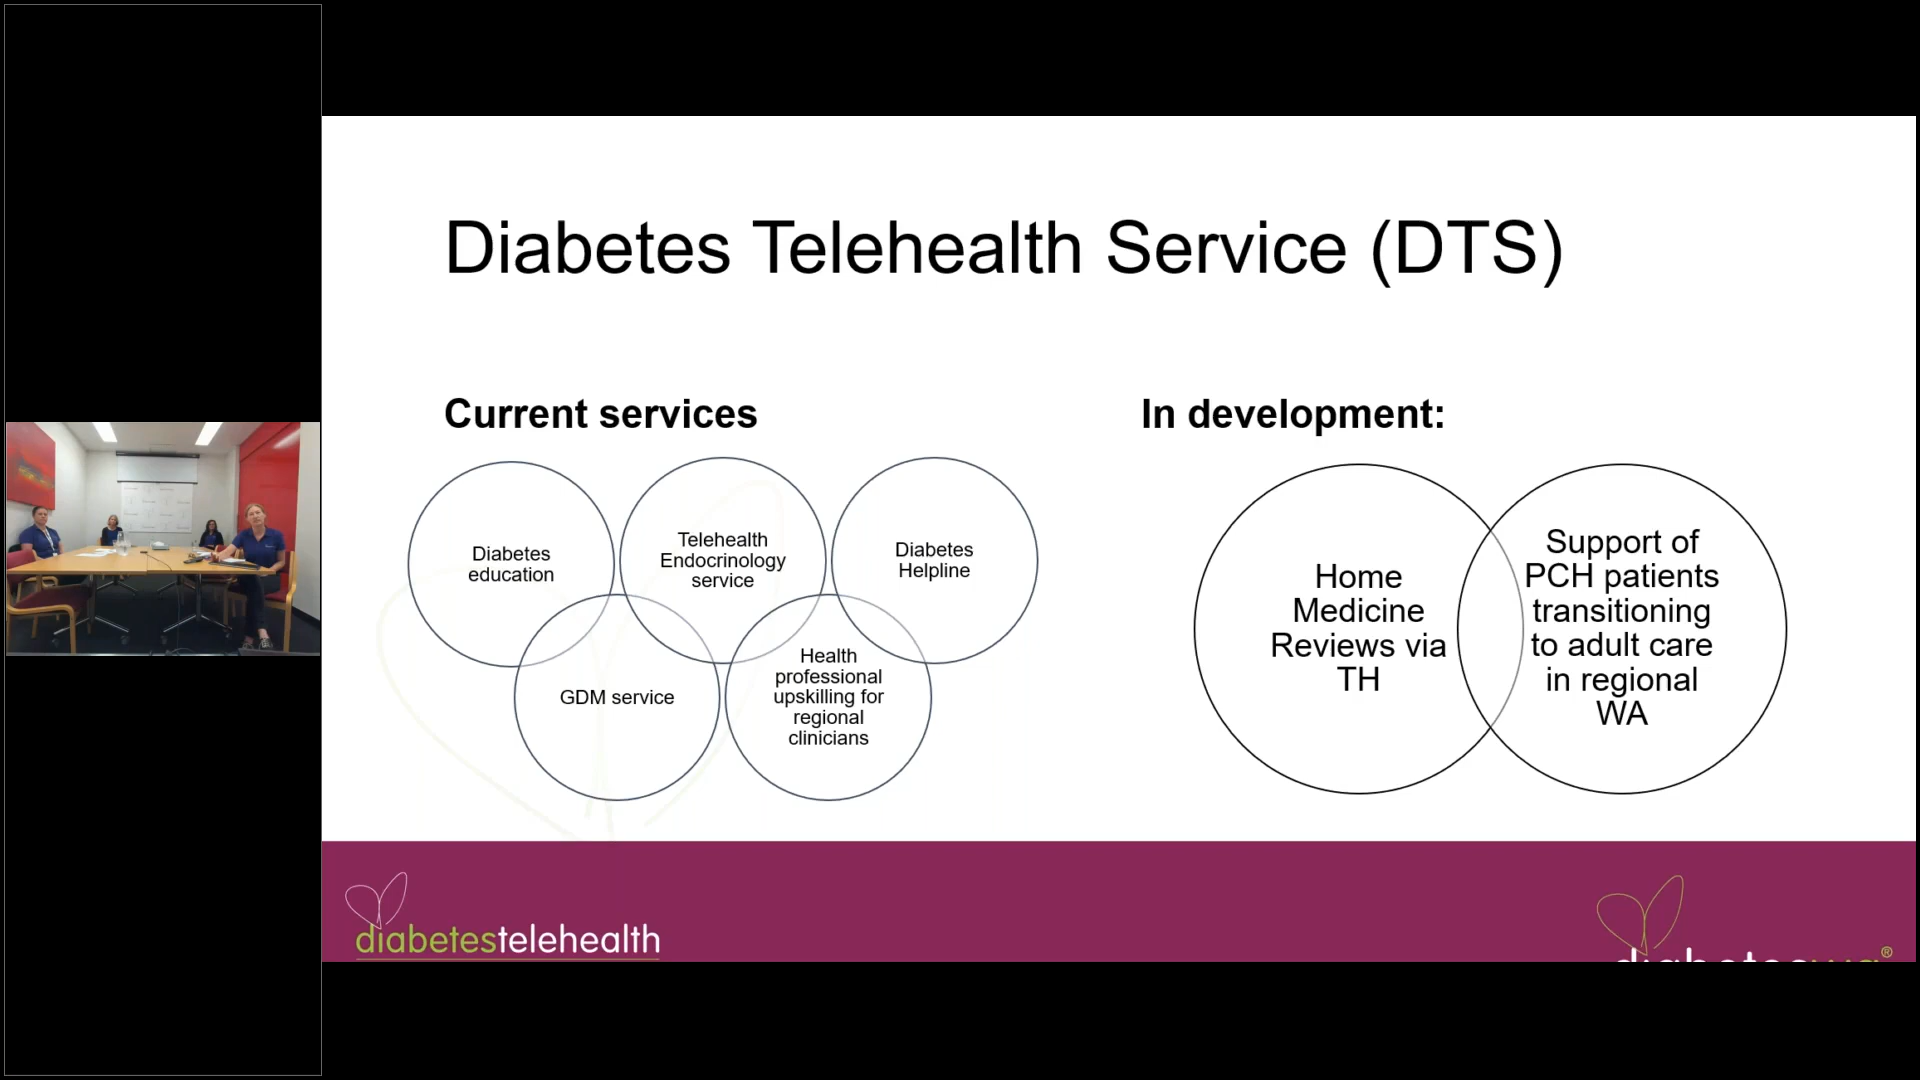 Diabetes Telehealth Service (DTS)
Current services
Diabetes
education
Telehealth
Endocrinology
service
Diabetes
Helpline
GDM service
Health
professional
upskilling for
regional
clinicians
In development:
Home
Medicine
Reviews via
TH
Support of
PCH patients
transitioning
to adult care
in regional
WA
diabetestelehealth
diabeteswa®